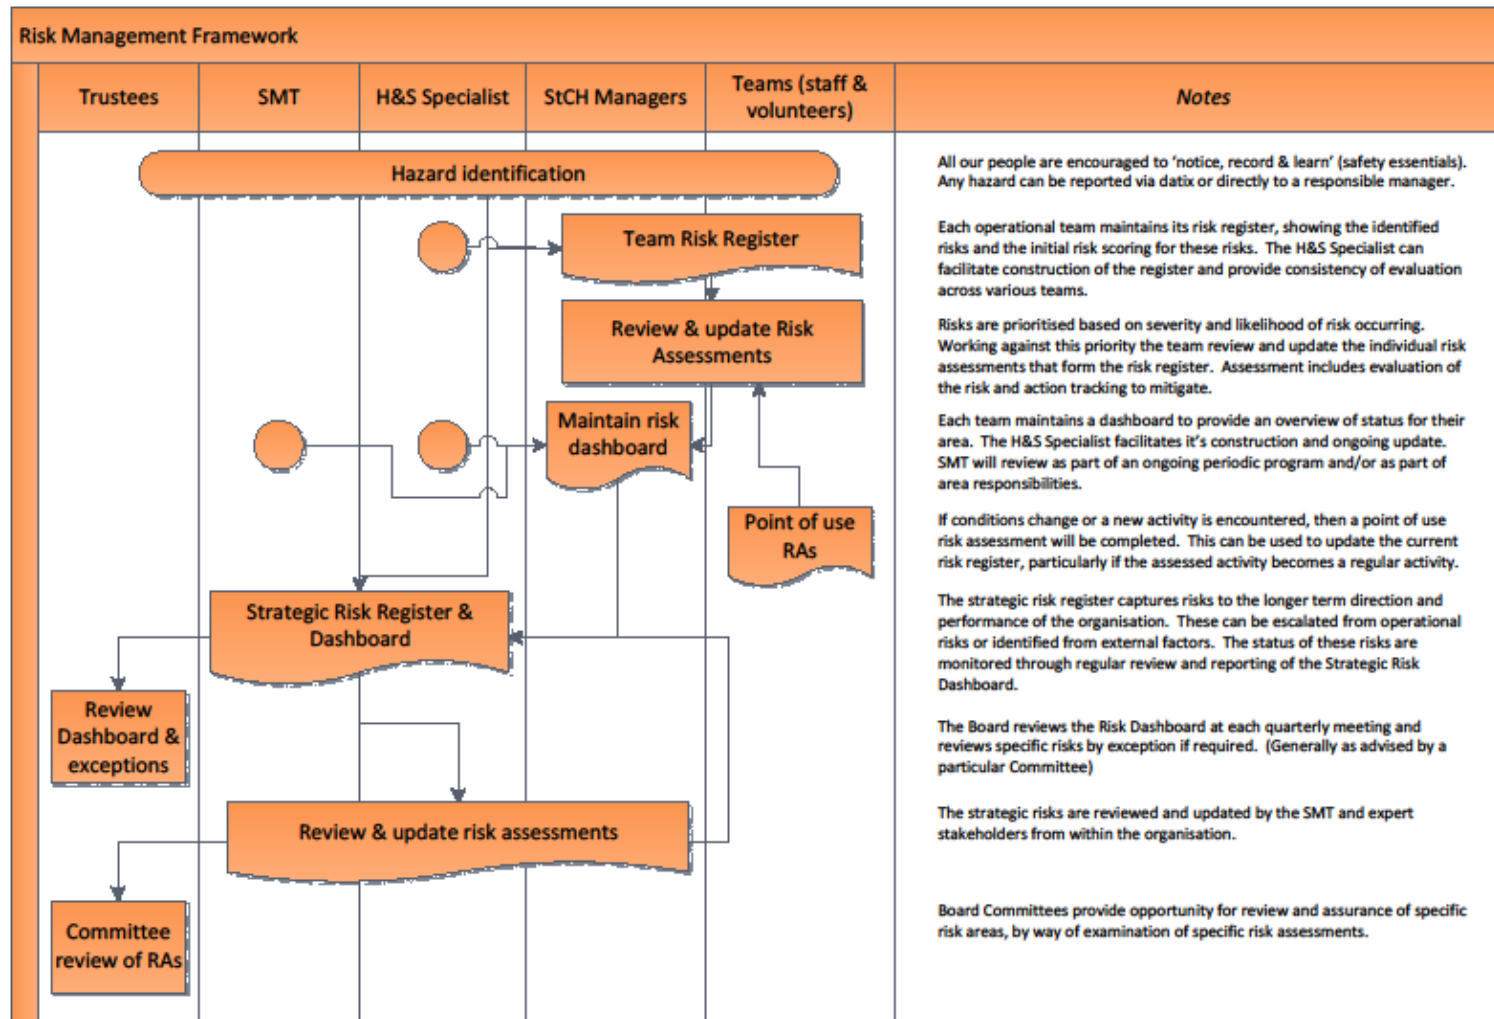 Risk Management Framework
Trustees
SMT
H&S Specialist
StCH Managers
Teams (staff &
volunteers)
Notes
Hazard identification
All our people are encouraged to ‘notice, record & learn’ (safety essentials).
Any hazard can be reported via datix or directly to a responsible manager.
Team Risk Register
Each operational team maintains its risk register, showing the identified
risks and the initial risk scoring for these risks.  The H&S Specialist can
facilitate construction of the register and provide consistency of evaluation
across various teams.
Review & update Risk
Assessments
Risks are prioritised based on severity and likelihood of risk occurring.
Working against this priority the team review and update the individual risk
assessments that form the risk register.  Assessment includes evaluation of
the risk and action tracking to mitigate.
Maintain risk
dashboard
Each team maintains a dashboard to provide an overview of status for their
area.  The H&S Specialist facilitates it’s construction and ongoing update.
SMT will review as part of an ongoing periodic program and/or as part of
area responsibilities.
Point of use
RAs
If conditions change or a new activity is encountered, then a point of use
risk assessment will be completed.  This can be used to update the current
risk register, particularly if the assessed activity becomes a regular activity.
Strategic Risk Register &
Dashboard
The strategic risk register captures risks to the longer term direction and
performance of the organisation.  These can be escalated from operational
risks or identified from external factors.  The status of these risks are
monitored through regular review and reporting of the Strategic Risk
Dashboard.
Review
Dashboard &
exceptions
The Board reviews the Risk Dashboard at each quarterly meeting and
reviews specific risks by exception if required.  (Generally as advised by a
particular Committee)
Review & update risk assessments
The strategic risks are reviewed and updated by the SMT and expert
stakeholders from within the organisation.
Committee
review of RAs
Board Committees provide opportunity for review and assurance of specific
risk areas, by way of examination of specific risk assessments.